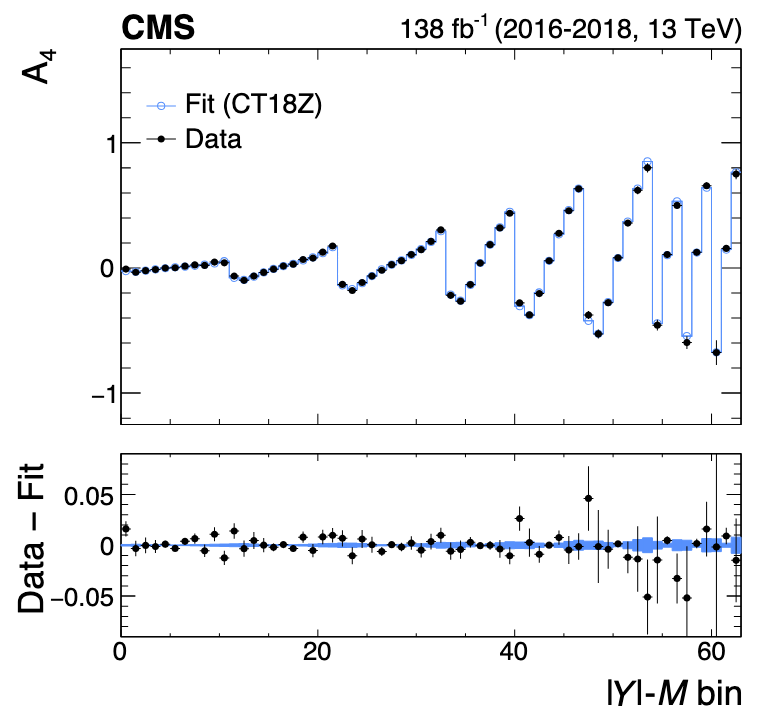 CMS 138 fb⁻¹ (2016-2018, 13 TeV)
A₄
Fit (CT18Z)
Data
1
0
−1
Data − Fit
0.05
0
−0.05
0 20 40 60
|Y|-M bin